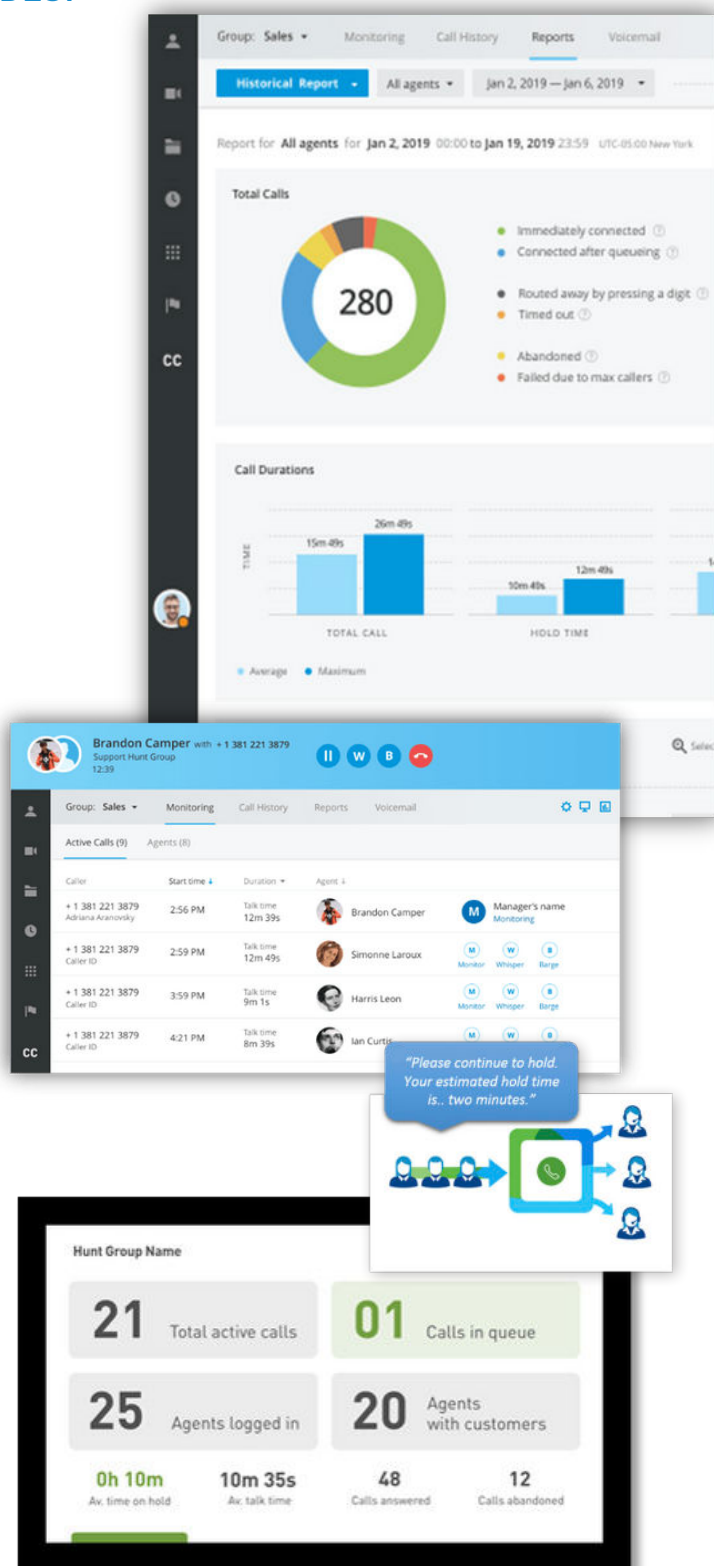 Group: Sales Monitoring Call History Reports Voicemail
Historical Report All agents Jan 2, 2019 — Jan 6, 2019
Report for All agents for Jan 2, 2019 00:00 to Jan 19, 2019 23:59 UTC-05:00 New York
Total Calls
280
Immediately connected ?
Connected after queueing ?
Routed away by pressing a digit ?
Timed out ?
Abandoned ?
Failed due to max callers ?
CC
Call Durations
TIME
15m 49s
26m 49s
10m 49s
12m 49s
TOTAL CALL HOLD TIME
Average Maximum
Brandon Camper with + 1 381 221 3879
Support Hunt Group
12:39
W B
Group: Sales Monitoring Call History Reports Voicemail
Active Calls (9) Agents (8)
Caller Start time Duration Agent
+ 1 381 221 3879 2:56 PM Talk time Brandon Camper M Manager's name
Adriana Aranovsky 12m 39s Monitoring
+ 1 381 221 3879 2:59 PM Talk time Simonne Laroux M W B
Caller ID 12m 49s Monitor Whisper Barge
+ 1 381 221 3879 3:59 PM Talk time Harris Leon M W B
Caller ID 9m 1s Monitor Whisper Barge
+ 1 381 221 3879 4:21 PM Talk time Ian Curtis M W B
Caller ID 8m 39s
CC
"Please continue to hold.
Your estimated hold time
is.. two minutes."
Hunt Group Name
21 Total active calls
01 Calls in queue
25 Agents logged in
20 Agents
with customers
0h 10m 10m 35s 48 12
Av. time on hold Av. talk time Calls answered Calls abandoned